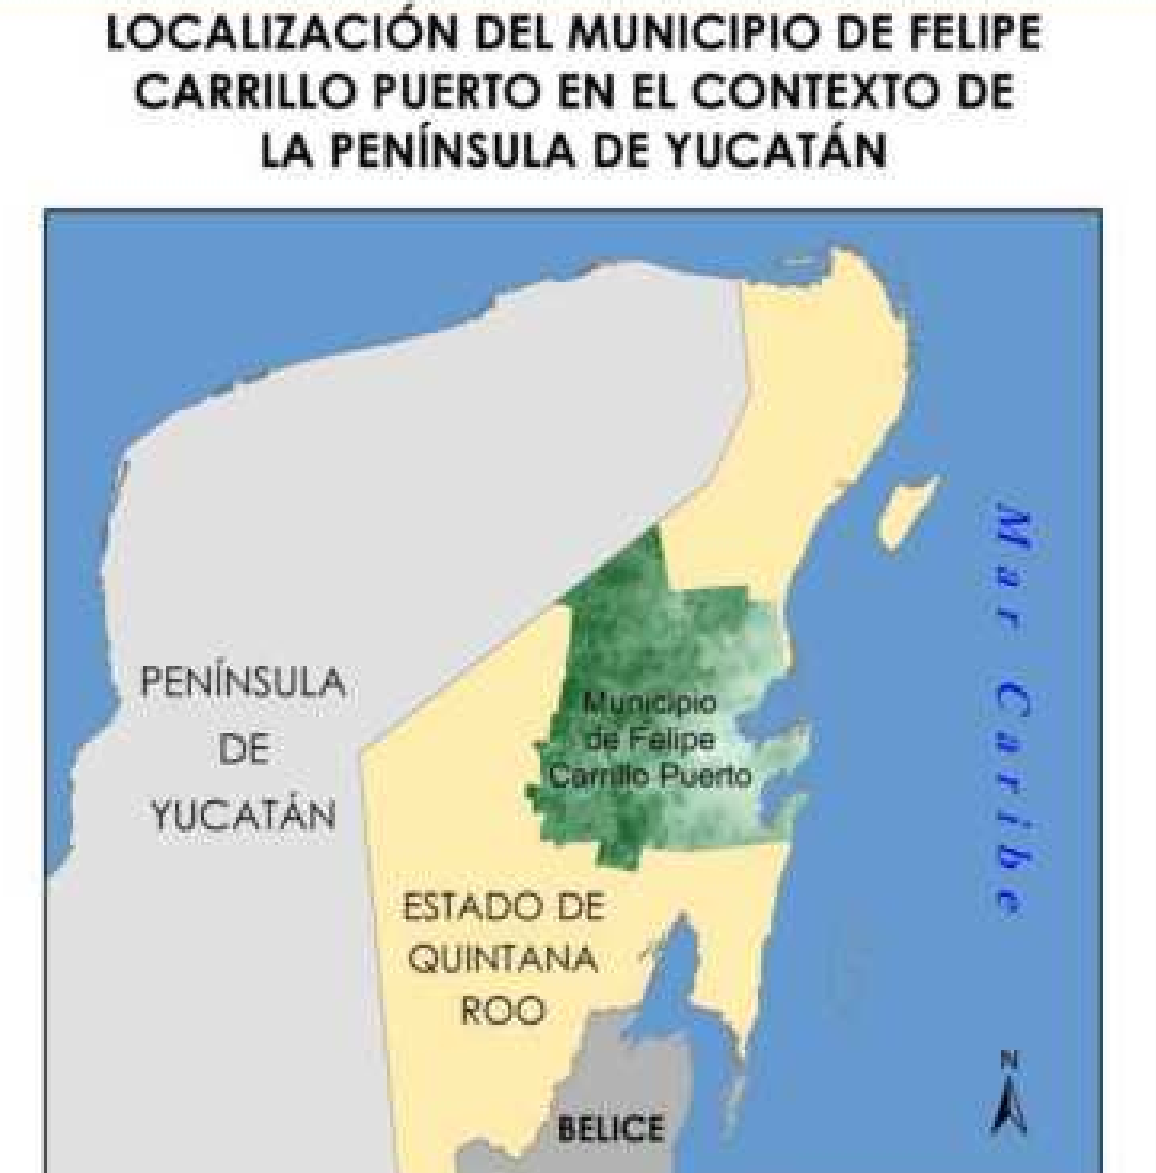 LOCALIZACIÓN DEL MUNICIPIO DE FELIPE
CARRILLO PUERTO EN EL CONTEXTO DE
LA PENÍNSULA DE YUCATÁN
Mar Caribe
PENÍNSULA
DE
YUCATÁN
Municipio
de Felipe
Carrillo Puerto
ESTADO DE
QUINTANA
ROO
N
BELICE